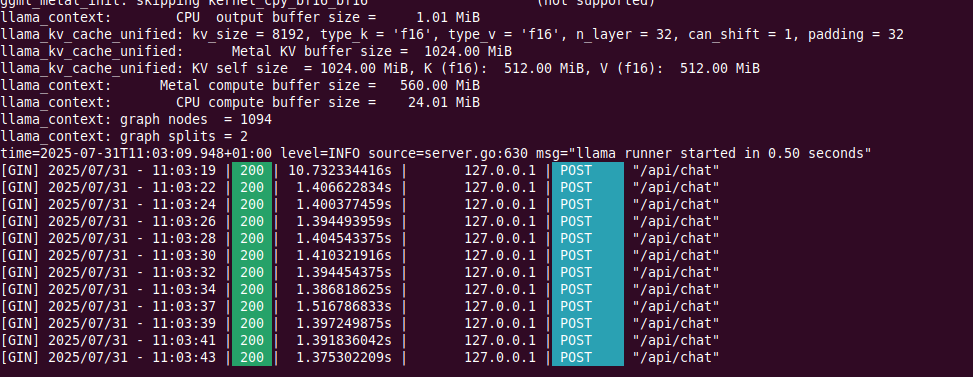 ggml_metal_init: skipping kernel_cpy_bf16_bf16 (not supported)
llama_context: CPU output buffer size = 1.01 MiB
llama_kv_cache_unified: kv_size = 8192, type_k = 'f16', type_v = 'f16', n_layer = 32, can_shift = 1, padding = 32
llama_kv_cache_unified: Metal KV buffer size = 1024.00 MiB
llama_kv_cache_unified: KV self size = 1024.00 MiB, K (f16): 512.00 MiB, V (f16): 512.00 MiB
llama_context: Metal compute buffer size = 560.00 MiB
llama_context: CPU compute buffer size = 24.01 MiB
llama_context: graph nodes = 1094
llama_context: graph splits = 2
time=2025-07-31T11:03:09.948+01:00 level=INFO source=server.go:630 msg="llama runner started in 0.50 seconds"
[GIN] 2025/07/31 - 11:03:19 | 200 | 10.732334416s | 127.0.0.1 | POST "/api/chat"
[GIN] 2025/07/31 - 11:03:22 | 200 | 1.406622834s | 127.0.0.1 | POST "/api/chat"
[GIN] 2025/07/31 - 11:03:24 | 200 | 1.400377459s | 127.0.0.1 | POST "/api/chat"
[GIN] 2025/07/31 - 11:03:26 | 200 | 1.394493959s | 127.0.0.1 | POST "/api/chat"
[GIN] 2025/07/31 - 11:03:28 | 200 | 1.404543375s | 127.0.0.1 | POST "/api/chat"
[GIN] 2025/07/31 - 11:03:30 | 200 | 1.410321916s | 127.0.0.1 | POST "/api/chat"
[GIN] 2025/07/31 - 11:03:32 | 200 | 1.394454375s | 127.0.0.1 | POST "/api/chat"
[GIN] 2025/07/31 - 11:03:34 | 200 | 1.386818625s | 127.0.0.1 | POST "/api/chat"
[GIN] 2025/07/31 - 11:03:37 | 200 | 1.516786833s | 127.0.0.1 | POST "/api/chat"
[GIN] 2025/07/31 - 11:03:39 | 200 | 1.397249875s | 127.0.0.1 | POST "/api/chat"
[GIN] 2025/07/31 - 11:03:41 | 200 | 1.391836042s | 127.0.0.1 | POST "/api/chat"
[GIN] 2025/07/31 - 11:03:43 | 200 | 1.375302209s | 127.0.0.1 | POST "/api/chat"